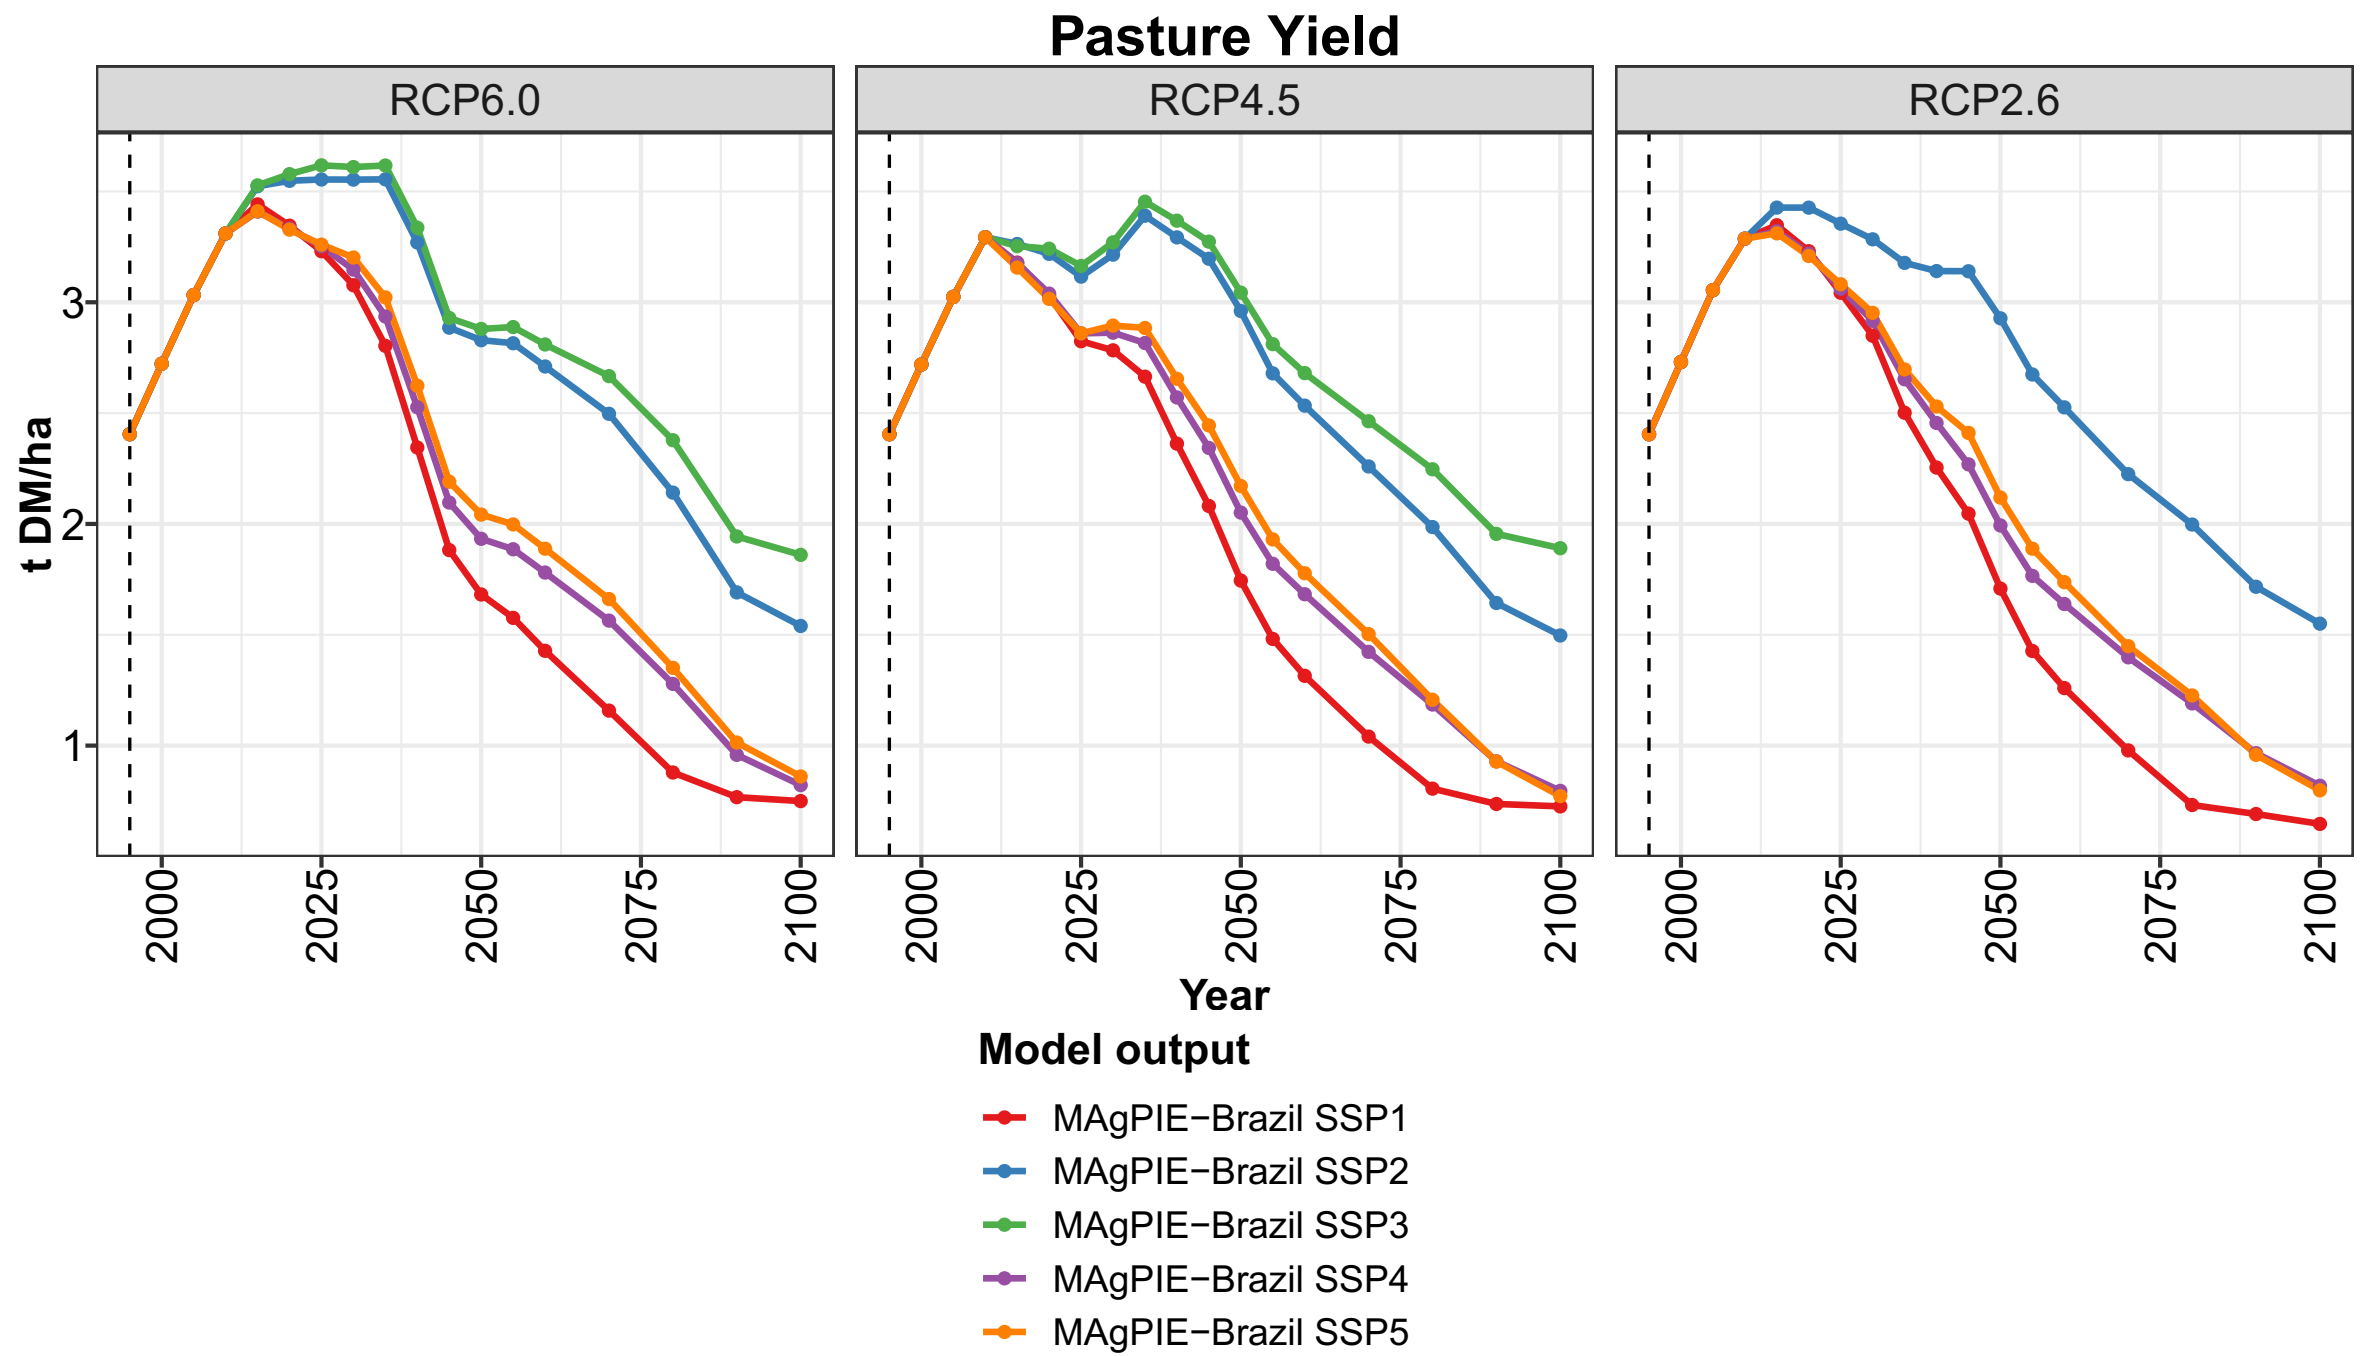 Pasture Yield
RCP6.0 RCP4.5 RCP2.6
t DM/ha
3
2
1
2000 2025 2050 2075 2100 2000 2025 2050 2075 2100 2000 2025 2050 2075 2100
Year
Model output
MAgPIE−Brazil SSP1
MAgPIE−Brazil SSP2
MAgPIE−Brazil SSP3
MAgPIE−Brazil SSP4
MAgPIE−Brazil SSP5